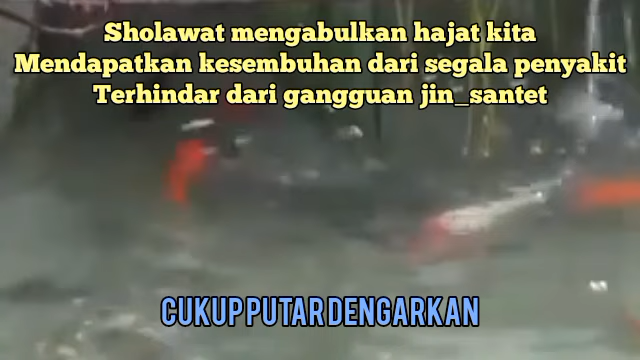 Sholawat mengabulkan hajat kita
Mendapatkan kesembuhan dari segala penyakit
Terhindar dari gangguan jin_santet
CUKUP PUTAR DENGARKAN